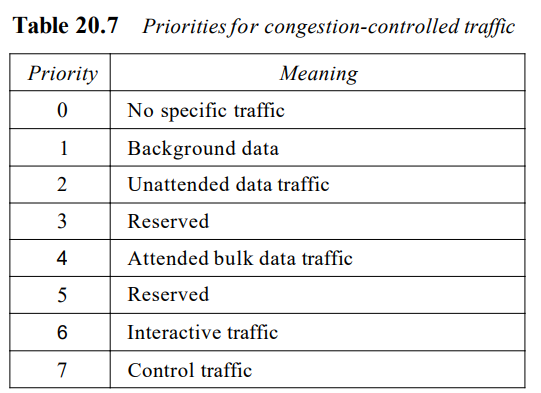 Table 20.7 Priorities for congestion-controlled traffic
Priority Meaning
0 No specific traffic
1 Background data
2 Unattended data traffic
3 Reserved
4 Attended bulk data traffic
5 Reserved
6 Interactive traffic
7 Control traffic